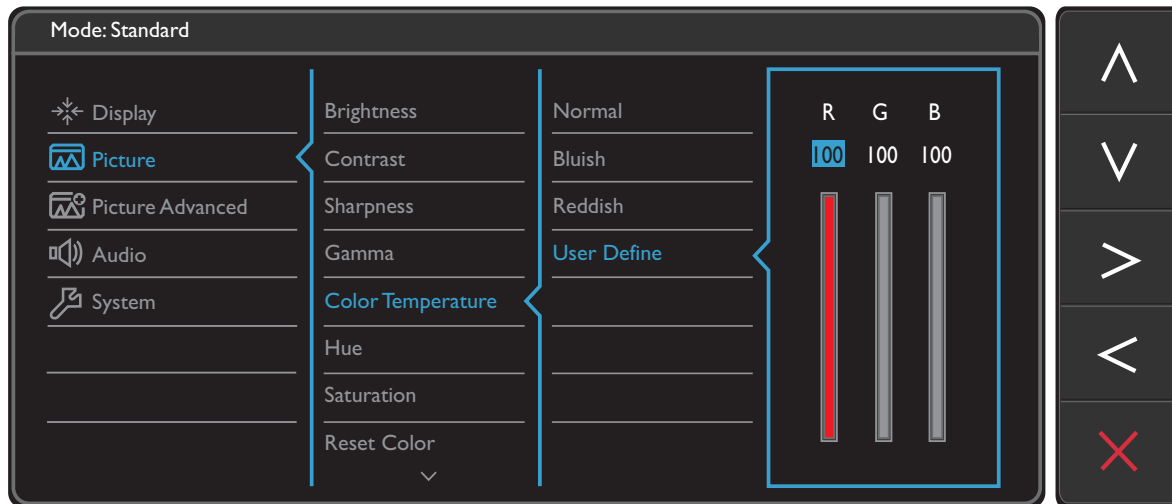 Mode: Standard
Display
Picture
Picture Advanced
Audio
System
Brightness
Contrast
Sharpness
Gamma
Color Temperature
Hue
Saturation
Reset Color
Normal
Bluish
Reddish
User Define
R G B
100 100 100